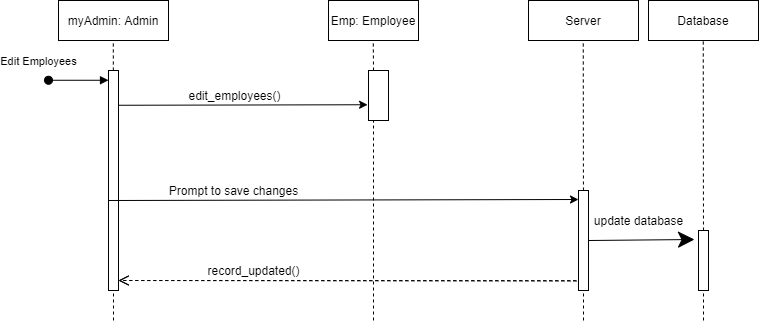 myAdmin: Admin
Emp: Employee
Server
Database
Edit Employees
edit_employees()
Prompt to save changes
update database
record_updated()